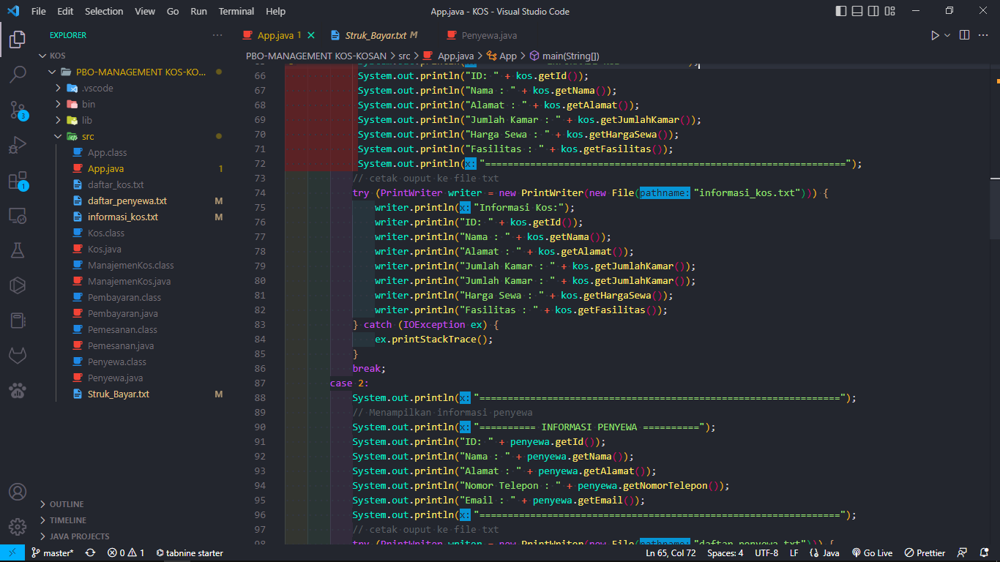 File Edit Selection View Go Run Terminal Help
App.java - KOS - Visual Studio Code
EXPLORER
KOS
PBO-MANAGEMENT KOS-KO...
.vscode
bin
lib
src
App.class
App.java 1
daftar_kos.txt
daftar_penyewa.txt M
informasi_kos.txt M
Kos.class
Kos.java
ManajemenKos.class
ManajemenKos.java
Pembayaran.class
Pembayaran.java
Pemesanan.class
Pemesanan.java
Penyewa.class
Penyewa.java
Struk_Bayar.txt M
OUTLINE
TIMELINE
JAVA PROJECTS
3
1
App.java 1 Struk_Bayar.txt M Penyewa.java
PBO-MANAGEMENT KOS-KOSAN > src > App.java > App > main(String[])
66 System.out.println("ID: " + kos.getId());
67 System.out.println("Nama : " + kos.getNama());
68 System.out.println("Alamat : " + kos.getAlamat());
69 System.out.println("Jumlah Kamar : " + kos.getJumlahKamar());
70 System.out.println("Harga Sewa : " + kos.getHargaSewa());
71 System.out.println("Fasilitas : " + kos.getFasilitas());
72 System.out.println(x: "================================================================");
73 // cetak ouput ke file txt
74 try (PrintWriter writer = new PrintWriter(new File(pathname: "informasi_kos.txt"))) {
75 writer.println(x: "Informasi Kos:");
76 writer.println("ID: " + kos.getId());
77 writer.println("Nama : " + kos.getNama());
78 writer.println("Alamat : " + kos.getAlamat());
79 writer.println("Jumlah Kamar : " + kos.getJumlahKamar());
80 writer.println("Jumlah Kamar : " + kos.getJumlahKamar());
81 writer.println("Harga Sewa : " + kos.getHargaSewa());
82 writer.println("Fasilitas : " + kos.getFasilitas());
83 } catch (IOException ex) {
84 ex.printStackTrace();
85 }
86 break;
87 case 2:
88 System.out.println(x: "================================================================");
89 // Menampilkan informasi penyewa
90 System.out.println(x: "========== INFORMASI PENYEWA ==========");
91 System.out.println("ID: " + penyewa.getId());
92 System.out.println("Nama : " + penyewa.getNama());
93 System.out.println("Alamat : " + penyewa.getAlamat());
94 System.out.println("Nomor Telepon : " + penyewa.getNomorTelepon());
95 System.out.println("Email : " + penyewa.getEmail());
96 System.out.println(x: "================================================================");
97 // cetak ouput ke file txt
98 try (PrintWriter writer = new PrintWriter(new File(pathname: "daftar_penyewa.txt"))) {
master* 0 1 tabnine starter Ln 65, Col 72 Spaces: 4 UTF-8 LF Java Go Live Prettier